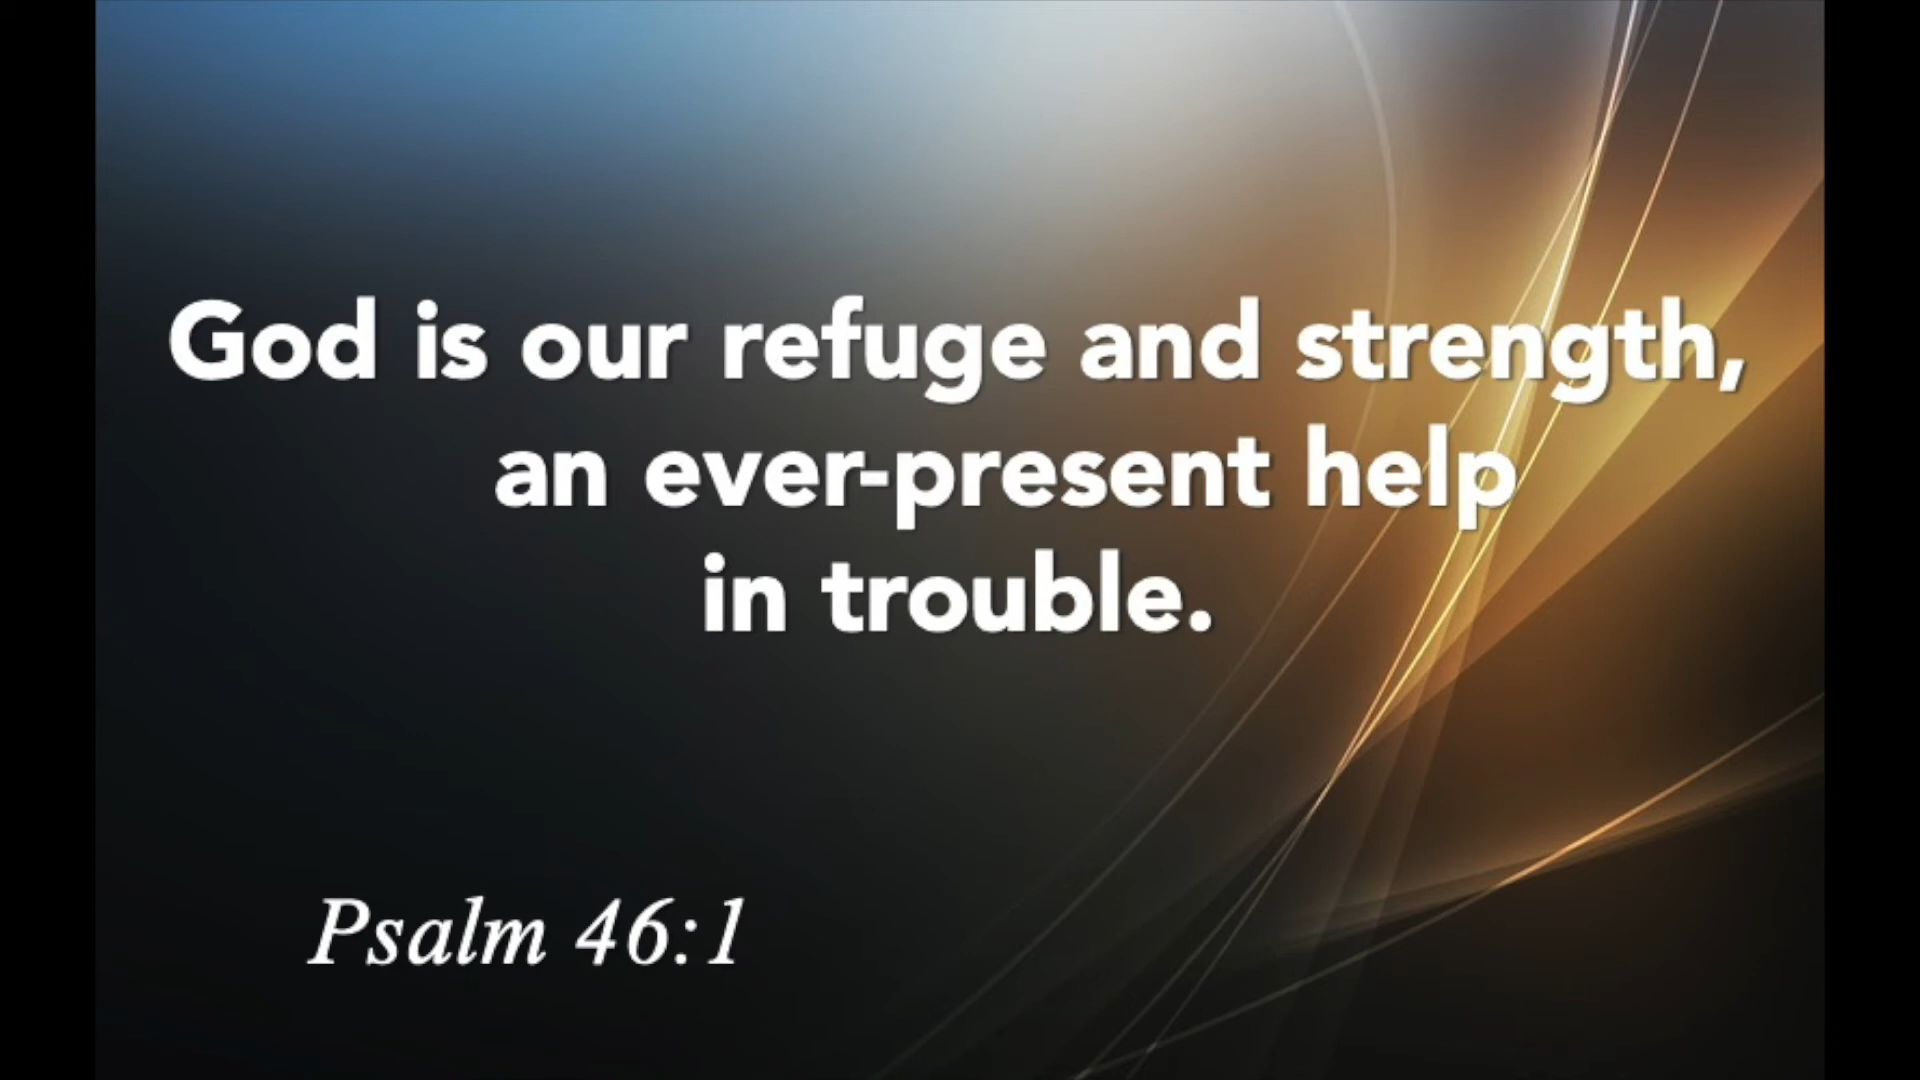 God is our refuge and strength,
an ever-present help
in trouble.
Psalm 46:1